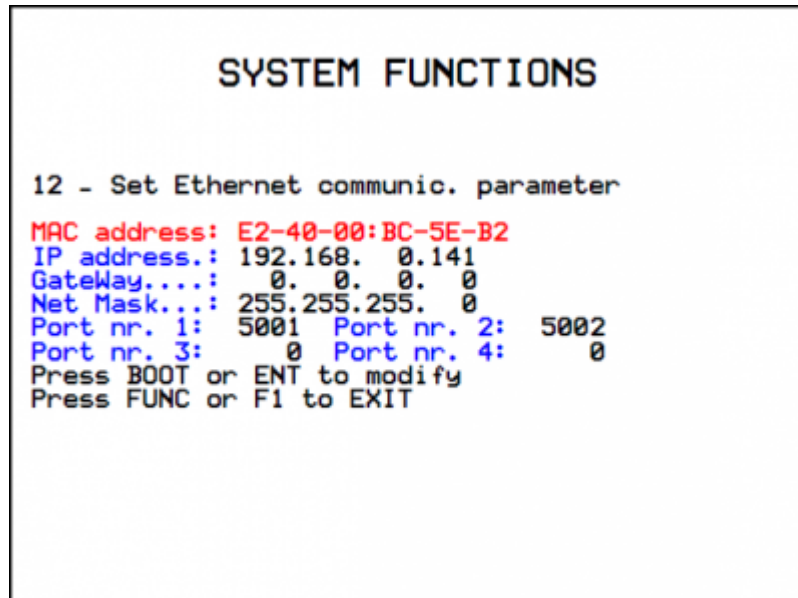 SYSTEM FUNCTIONS
12 - Set Ethernet communic. parameter
MAC address: E2-40-00:BC-5E-B2
IP address.: 192.168.  0.141
GateWay....:   0.  0.  0.  0
Net Mask...: 255.255.255.  0
Port nr. 1:  5001  Port nr. 2:  5002
Port nr. 3:     0  Port nr. 4:     0
Press BOOT or ENT to modify
Press FUNC or F1 to EXIT